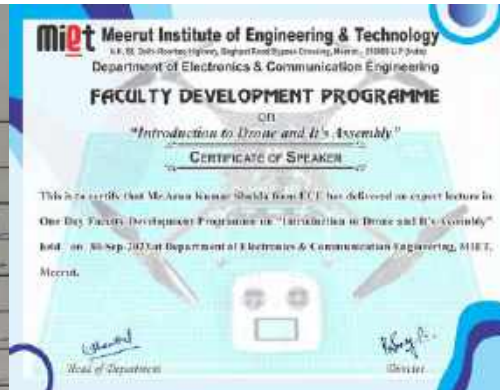 miet Meerut Institute of Engineering & Technology
Department of Electronics & Communication Engineering
FACULTY DEVELOPMENT PROGRAMME
on
"Introduction to Drone and It's Assembly"
CERTIFICATE OF SPEAKER
This is to certify that Mr. Arun Kumar from ECE has delivered an expert lecture in
One Day Faculty Development Programme on "Introduction to Drone and It's Assembly"
held on 30-Sep-2023 at Department of Electronics & Communication Engineering, MIET,
Meerut.
Head of Department
Director